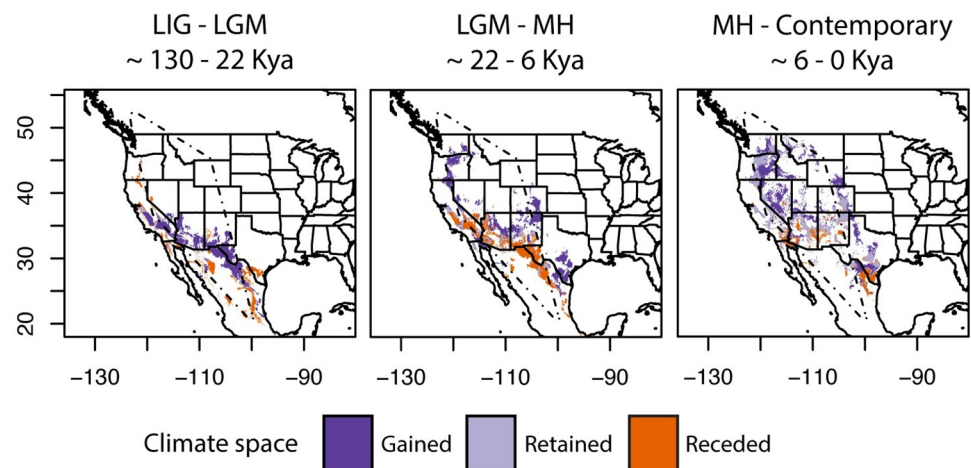 LIG - LGM
~ 130 - 22 Kya
LGM - MH
~ 22 - 6 Kya
MH - Contemporary
~ 6 - 0 Kya
50
40
30
20
−130
−110
−90
−130
−110
−90
−130
−110
−90
Climate space
Gained
Retained
Receded